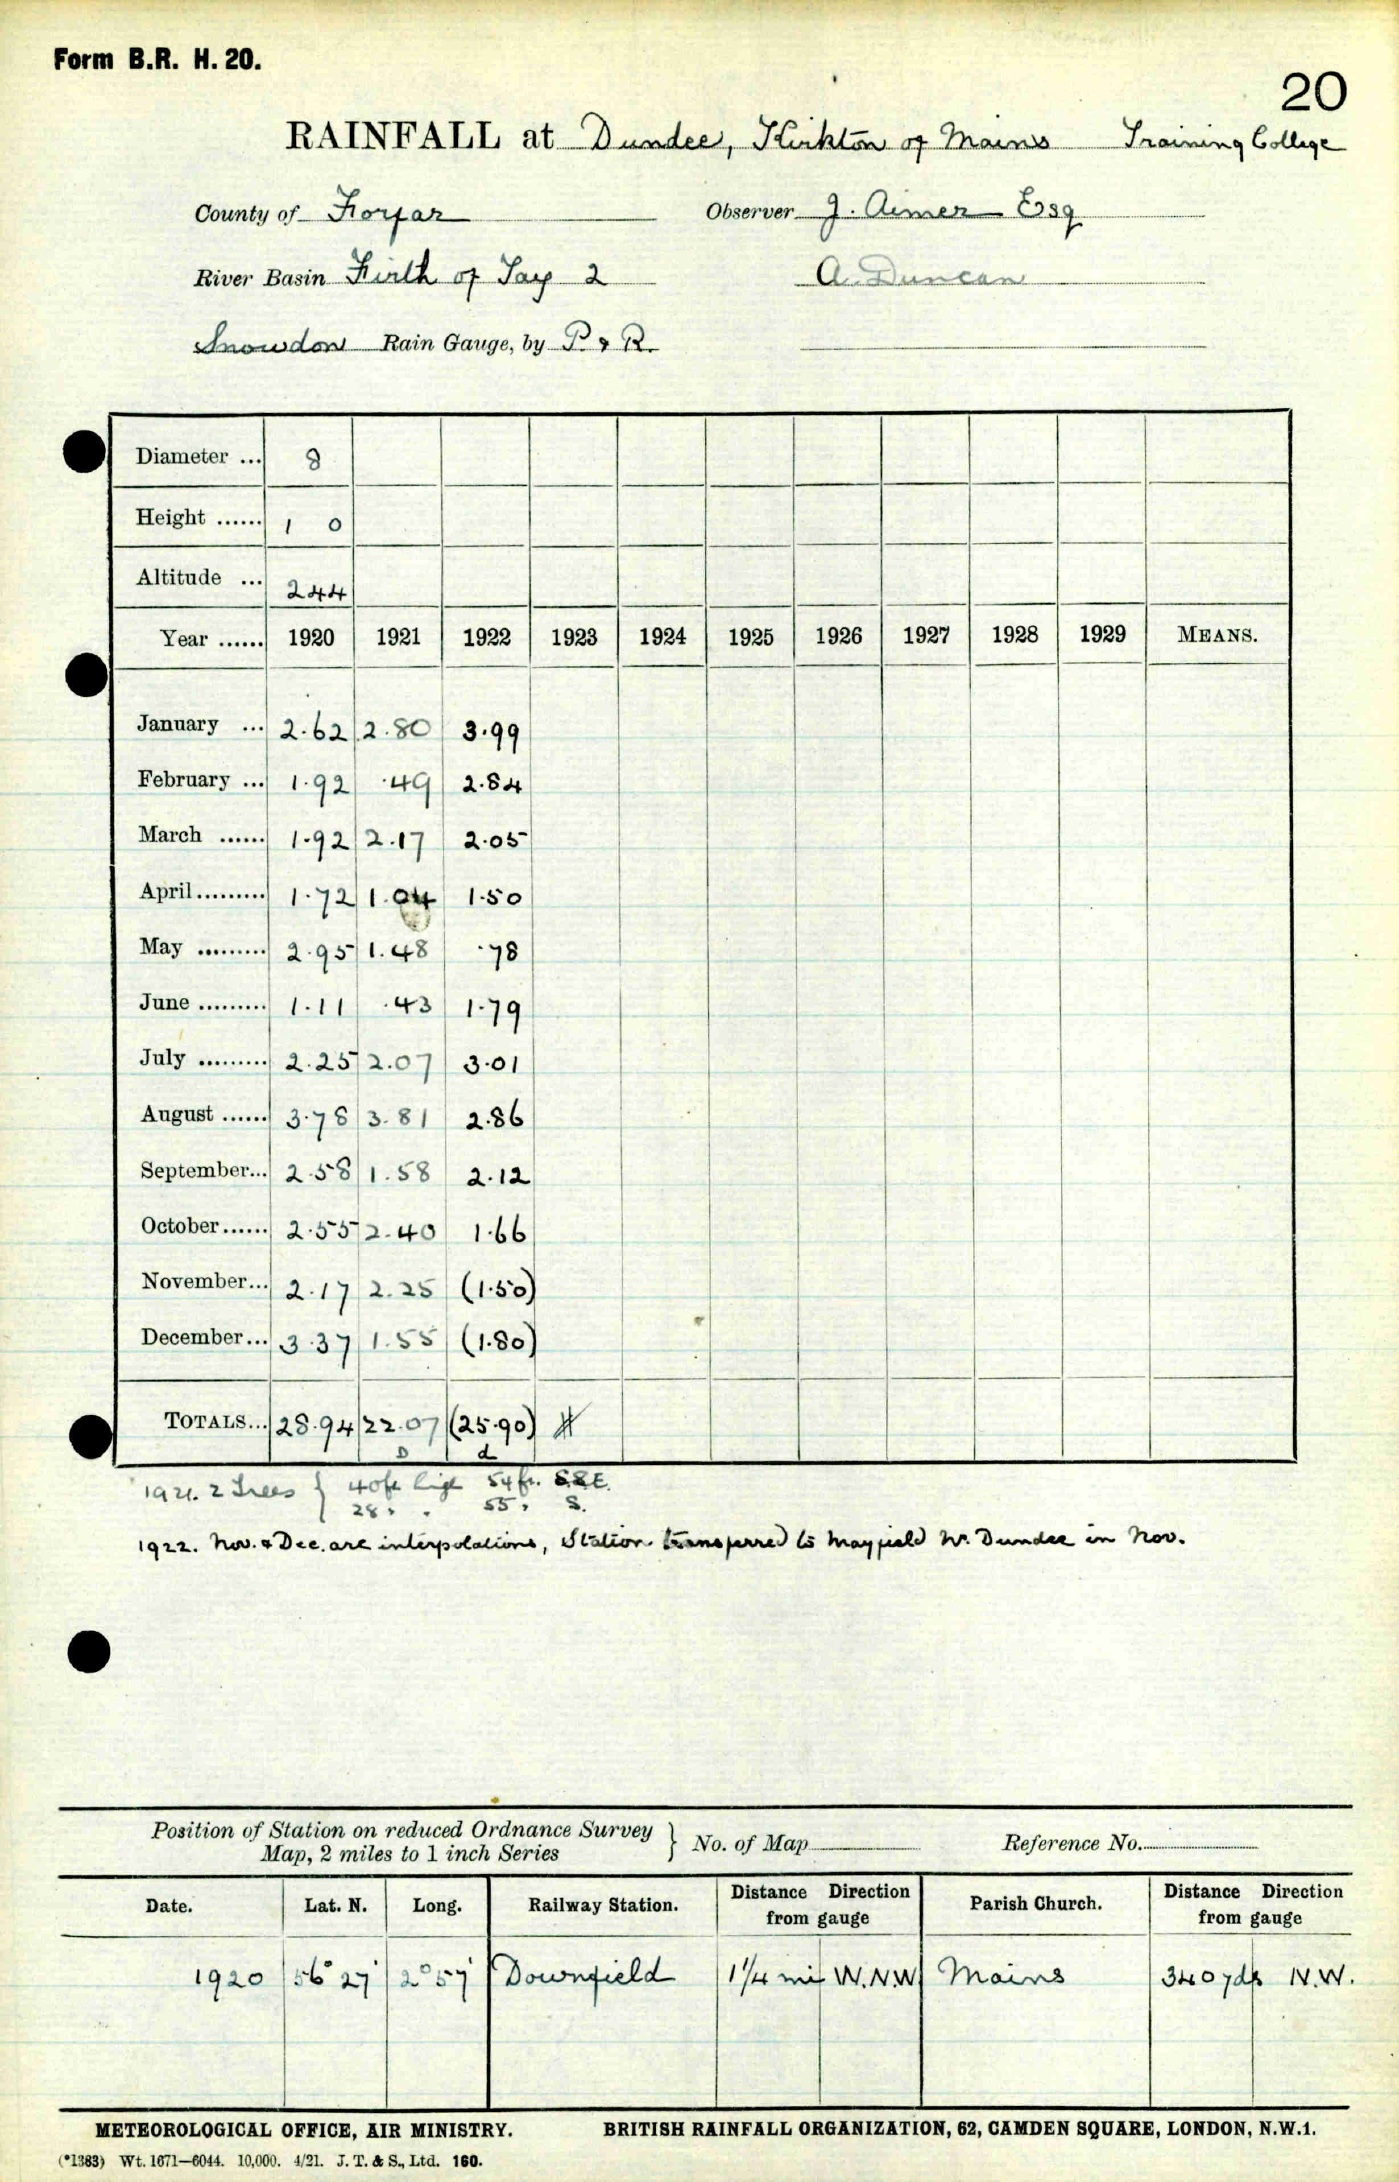 Form B.R. H. 20.
20
RAINFALL at Dundee, Kirkton of Mains Training College
County of Forfar Observer J. Aimer Esq
River Basin Firth of Tay 2 A. Duncan
Snowdon Rain Gauge, by P & R.
Diameter ... 8
Height ...... 1 0
Altitude ... 244
Year ...... 1920 1921 1922 1923 1924 1925 1926 1927 1928 1929 MEANS.
January ... 2.62 2.80 3.99
February ... 1.92 .49 2.84
March ...... 1.92 2.17 2.05
April......... 1.72 1.04 1.50
May ......... 2.95 1.48 .78
June ......... 1.11 .43 1.79
July ......... 2.25 2.07 3.01
August ...... 3.78 3.81 2.86
September... 2.58 1.58 2.12
October...... 2.55 2.40 1.66
November... 2.17 2.25 (1.50)
December... 3.37 1.55 (1.80)
TOTALS... 28.94 22.07 (25.90)
D d
1921. 2 Trees } 40ft high 54 ft. S.S.E.
28 " " 55 " S.
1922. Nov. & Dec. are interpolations, Station transferred to Mayfield Nr. Dundee in Nov.
Position of Station on reduced Ordnance Survey
Map, 2 miles to 1 inch Series } No. of Map Reference No.
Date. Lat. N. Long. Railway Station. Distance Direction from gauge Parish Church. Distance Direction from gauge
1920 56° 27' 2° 57' Downfield 1¼ mi W.N.W Mains 340 yds N.W.
METEOROLOGICAL OFFICE, AIR MINISTRY. BRITISH RAINFALL ORGANIZATION, 62, CAMDEN SQUARE, LONDON, N.W.1.
(*1383) Wt. 1671—6044. 10,000. 4/21. J. T. & S., Ltd. 160.